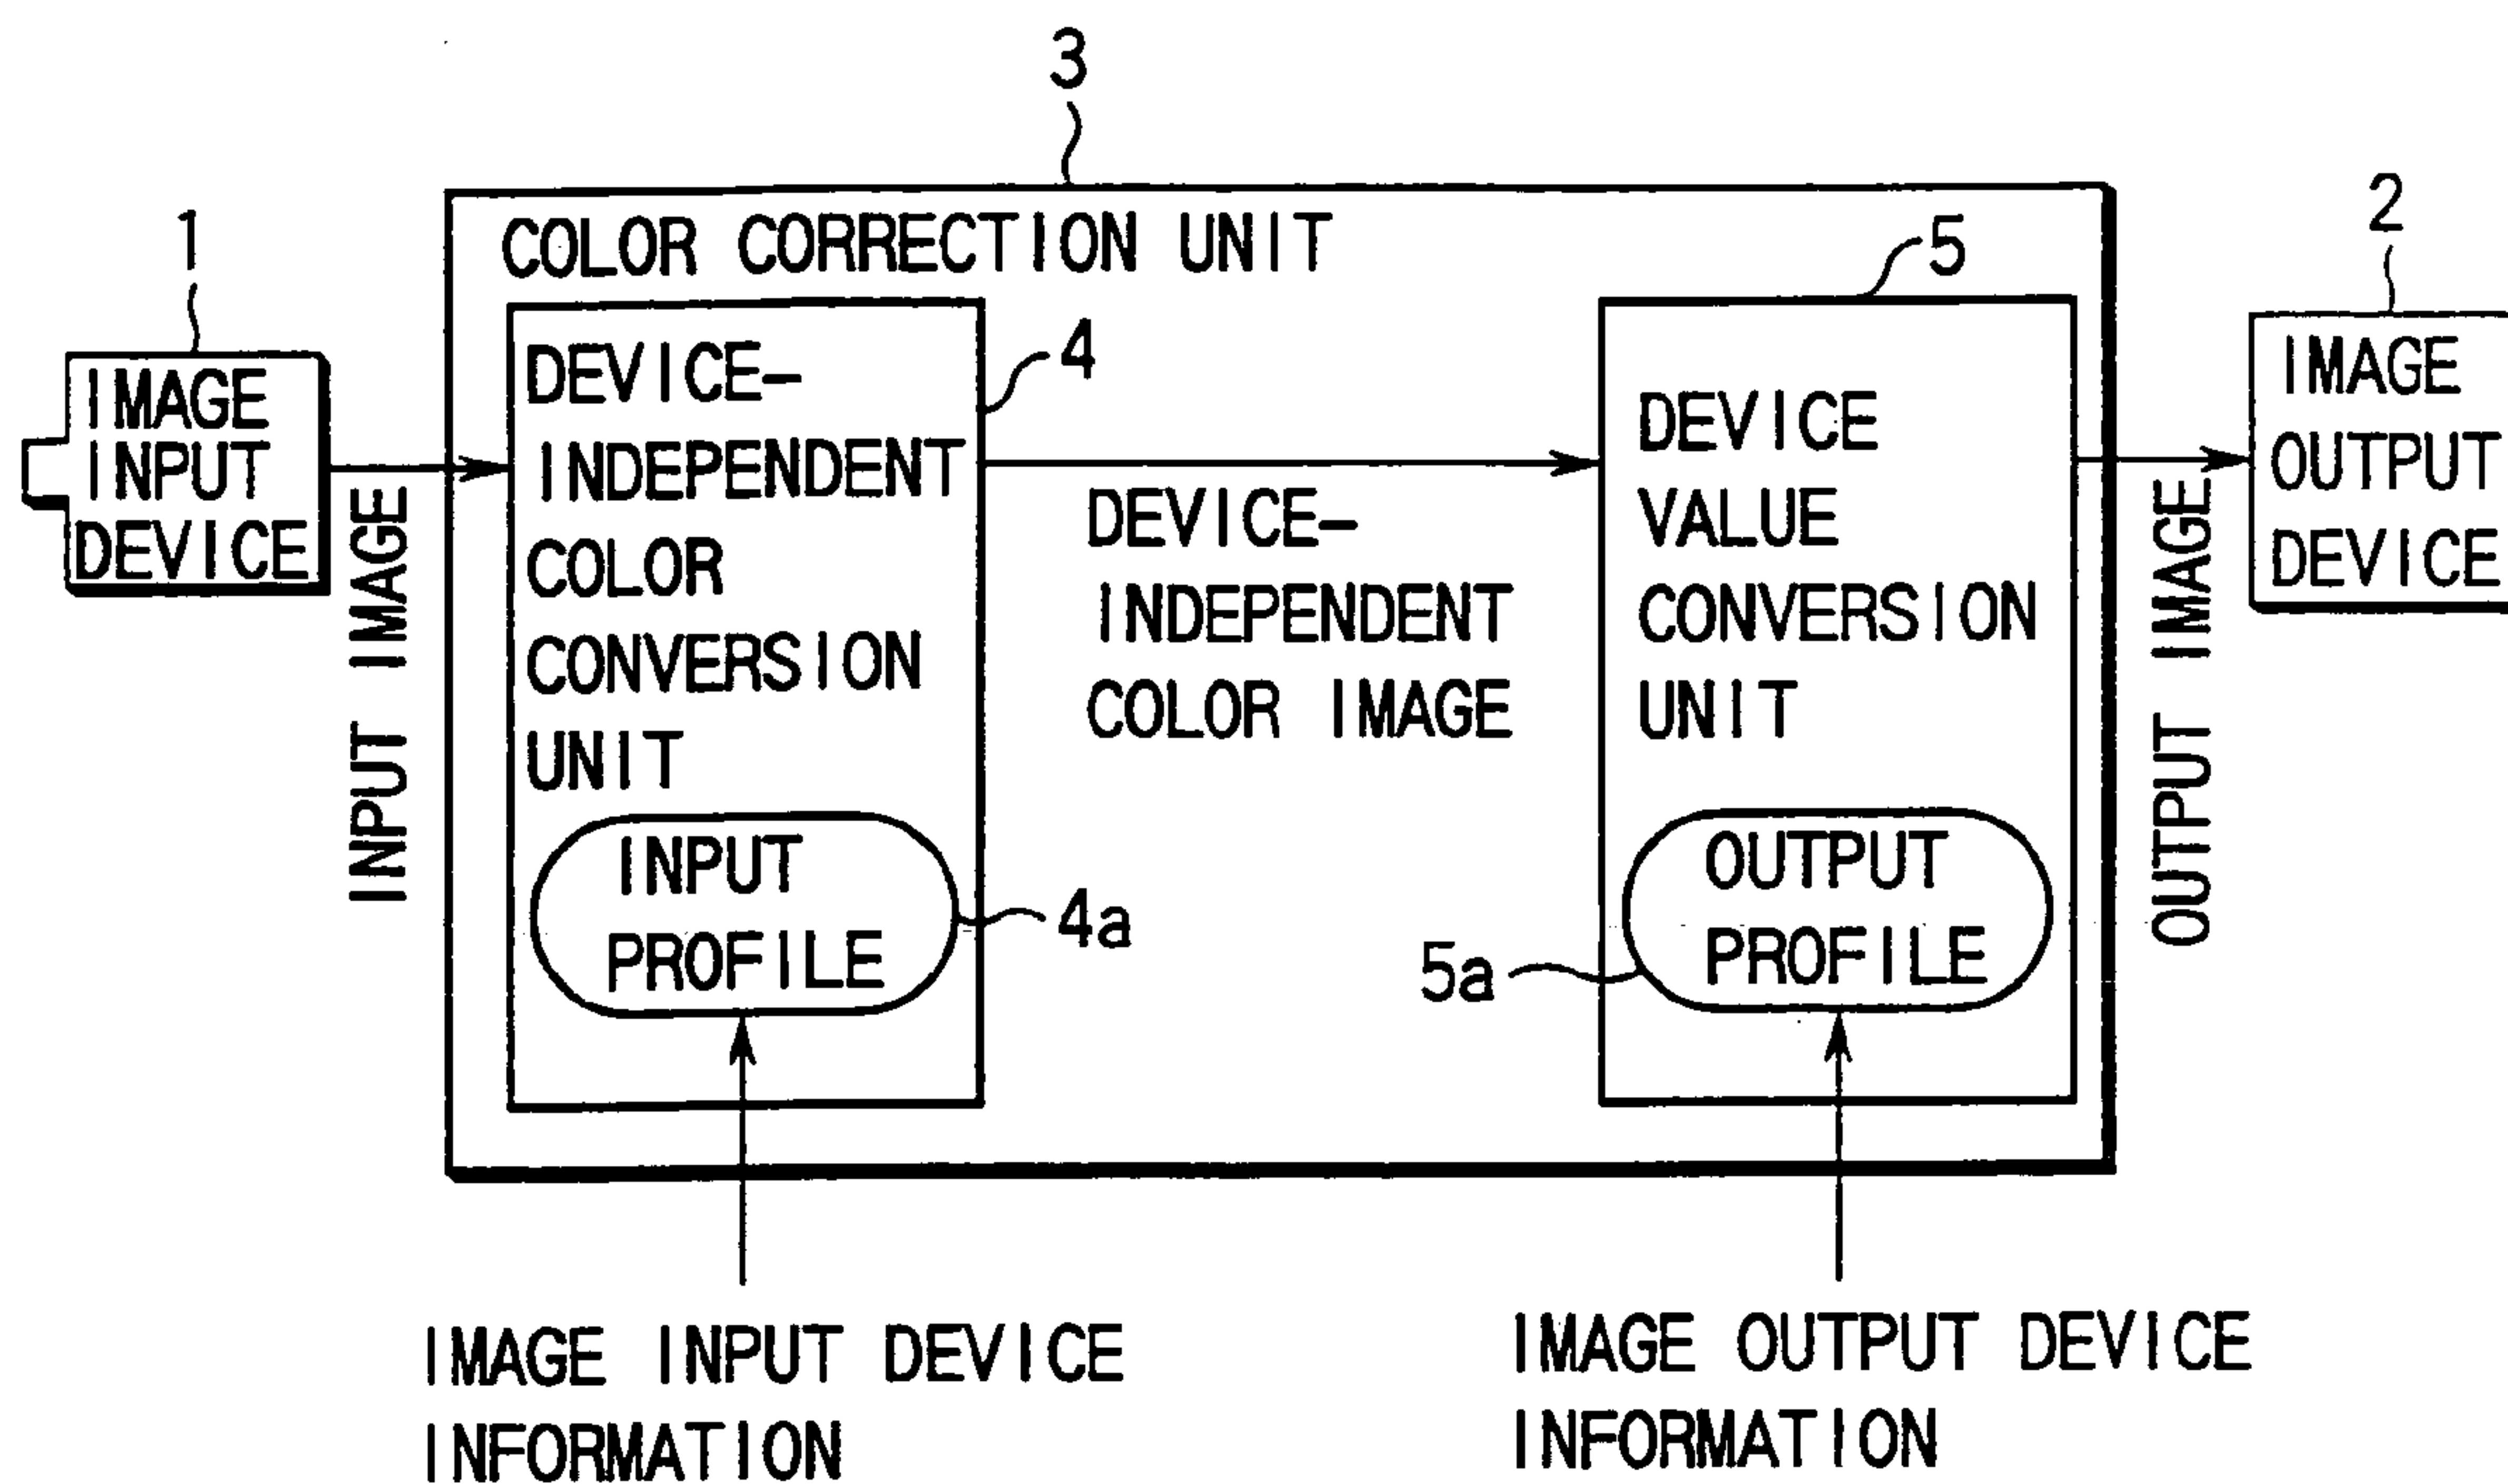 3
1
COLOR CORRECTION UNIT
5
2
IMAGE
INPUT
DEVICE
INPUT IMAGE
DEVICE-
INDEPENDENT
COLOR
CONVERSION
UNIT
4
INPUT
PROFILE
4a
DEVICE-
INDEPENDENT
COLOR IMAGE
DEVICE
VALUE
CONVERSION
UNIT
OUTPUT
PROFILE
5a
OUTPUT IMAGE
IMAGE
OUTPUT
DEVICE
IMAGE INPUT DEVICE
INFORMATION
IMAGE OUTPUT DEVICE
INFORMATION